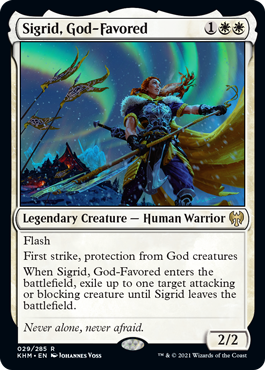 Sigrid, God-Favored 1
Legendary Creature — Human Warrior
Flash
First strike, protection from God creatures
When Sigrid, God-Favored enters the
battlefield, exile up to one target attacking
or blocking creature until Sigrid leaves the
battlefield.
Never alone, never afraid.
2/2
029/285 R
KHM • EN Johannes Voss
™ & © 2021 Wizards of the Coast